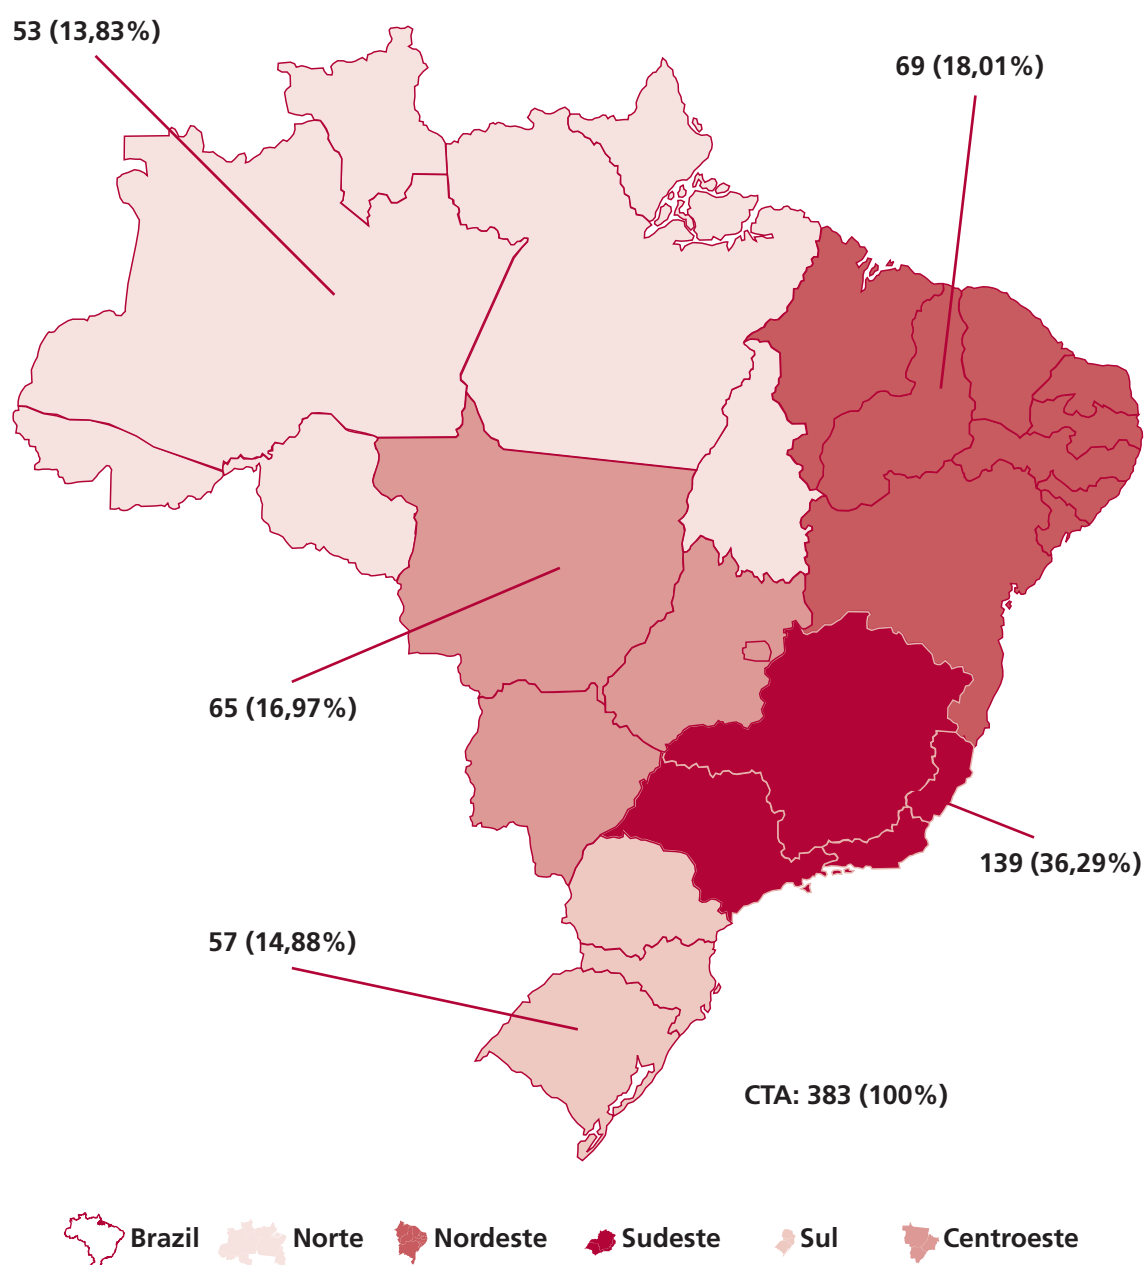 53 (13,83%)
69 (18,01%)
65 (16,97%)
139 (36,29%)
57 (14,88%)
CTA: 383 (100%)
Brazil Norte Nordeste Sudeste Sul Centroeste